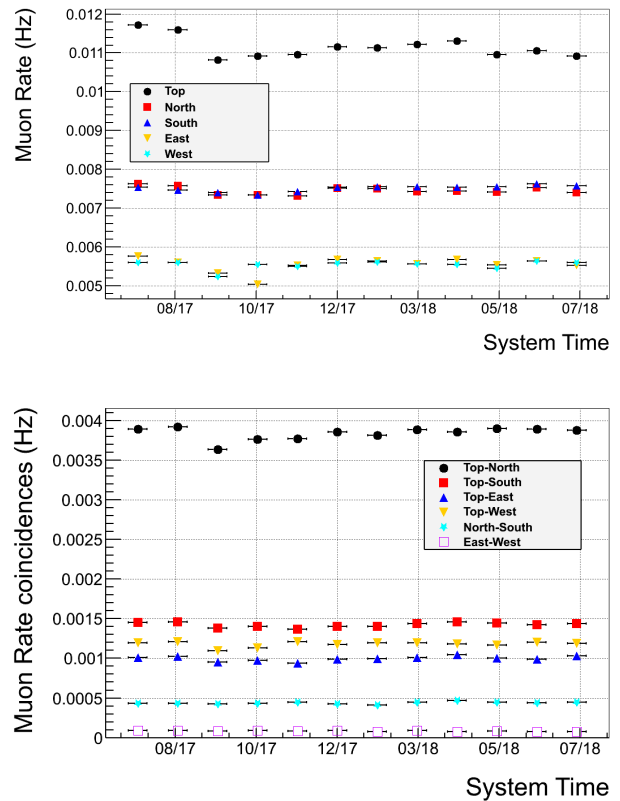 Muon Rate (Hz)
0.012
0.011
0.01
0.009
0.008
0.007
0.006
0.005
Top
North
South
East
West
08/17
10/17
12/17
03/18
05/18
07/18
System Time
Muon Rate coincidences (Hz)
0.004
0.0035
0.003
0.0025
0.002
0.0015
0.001
0.0005
0
Top-North
Top-South
Top-East
Top-West
North-South
East-West
08/17
10/17
12/17
03/18
05/18
07/18
System Time